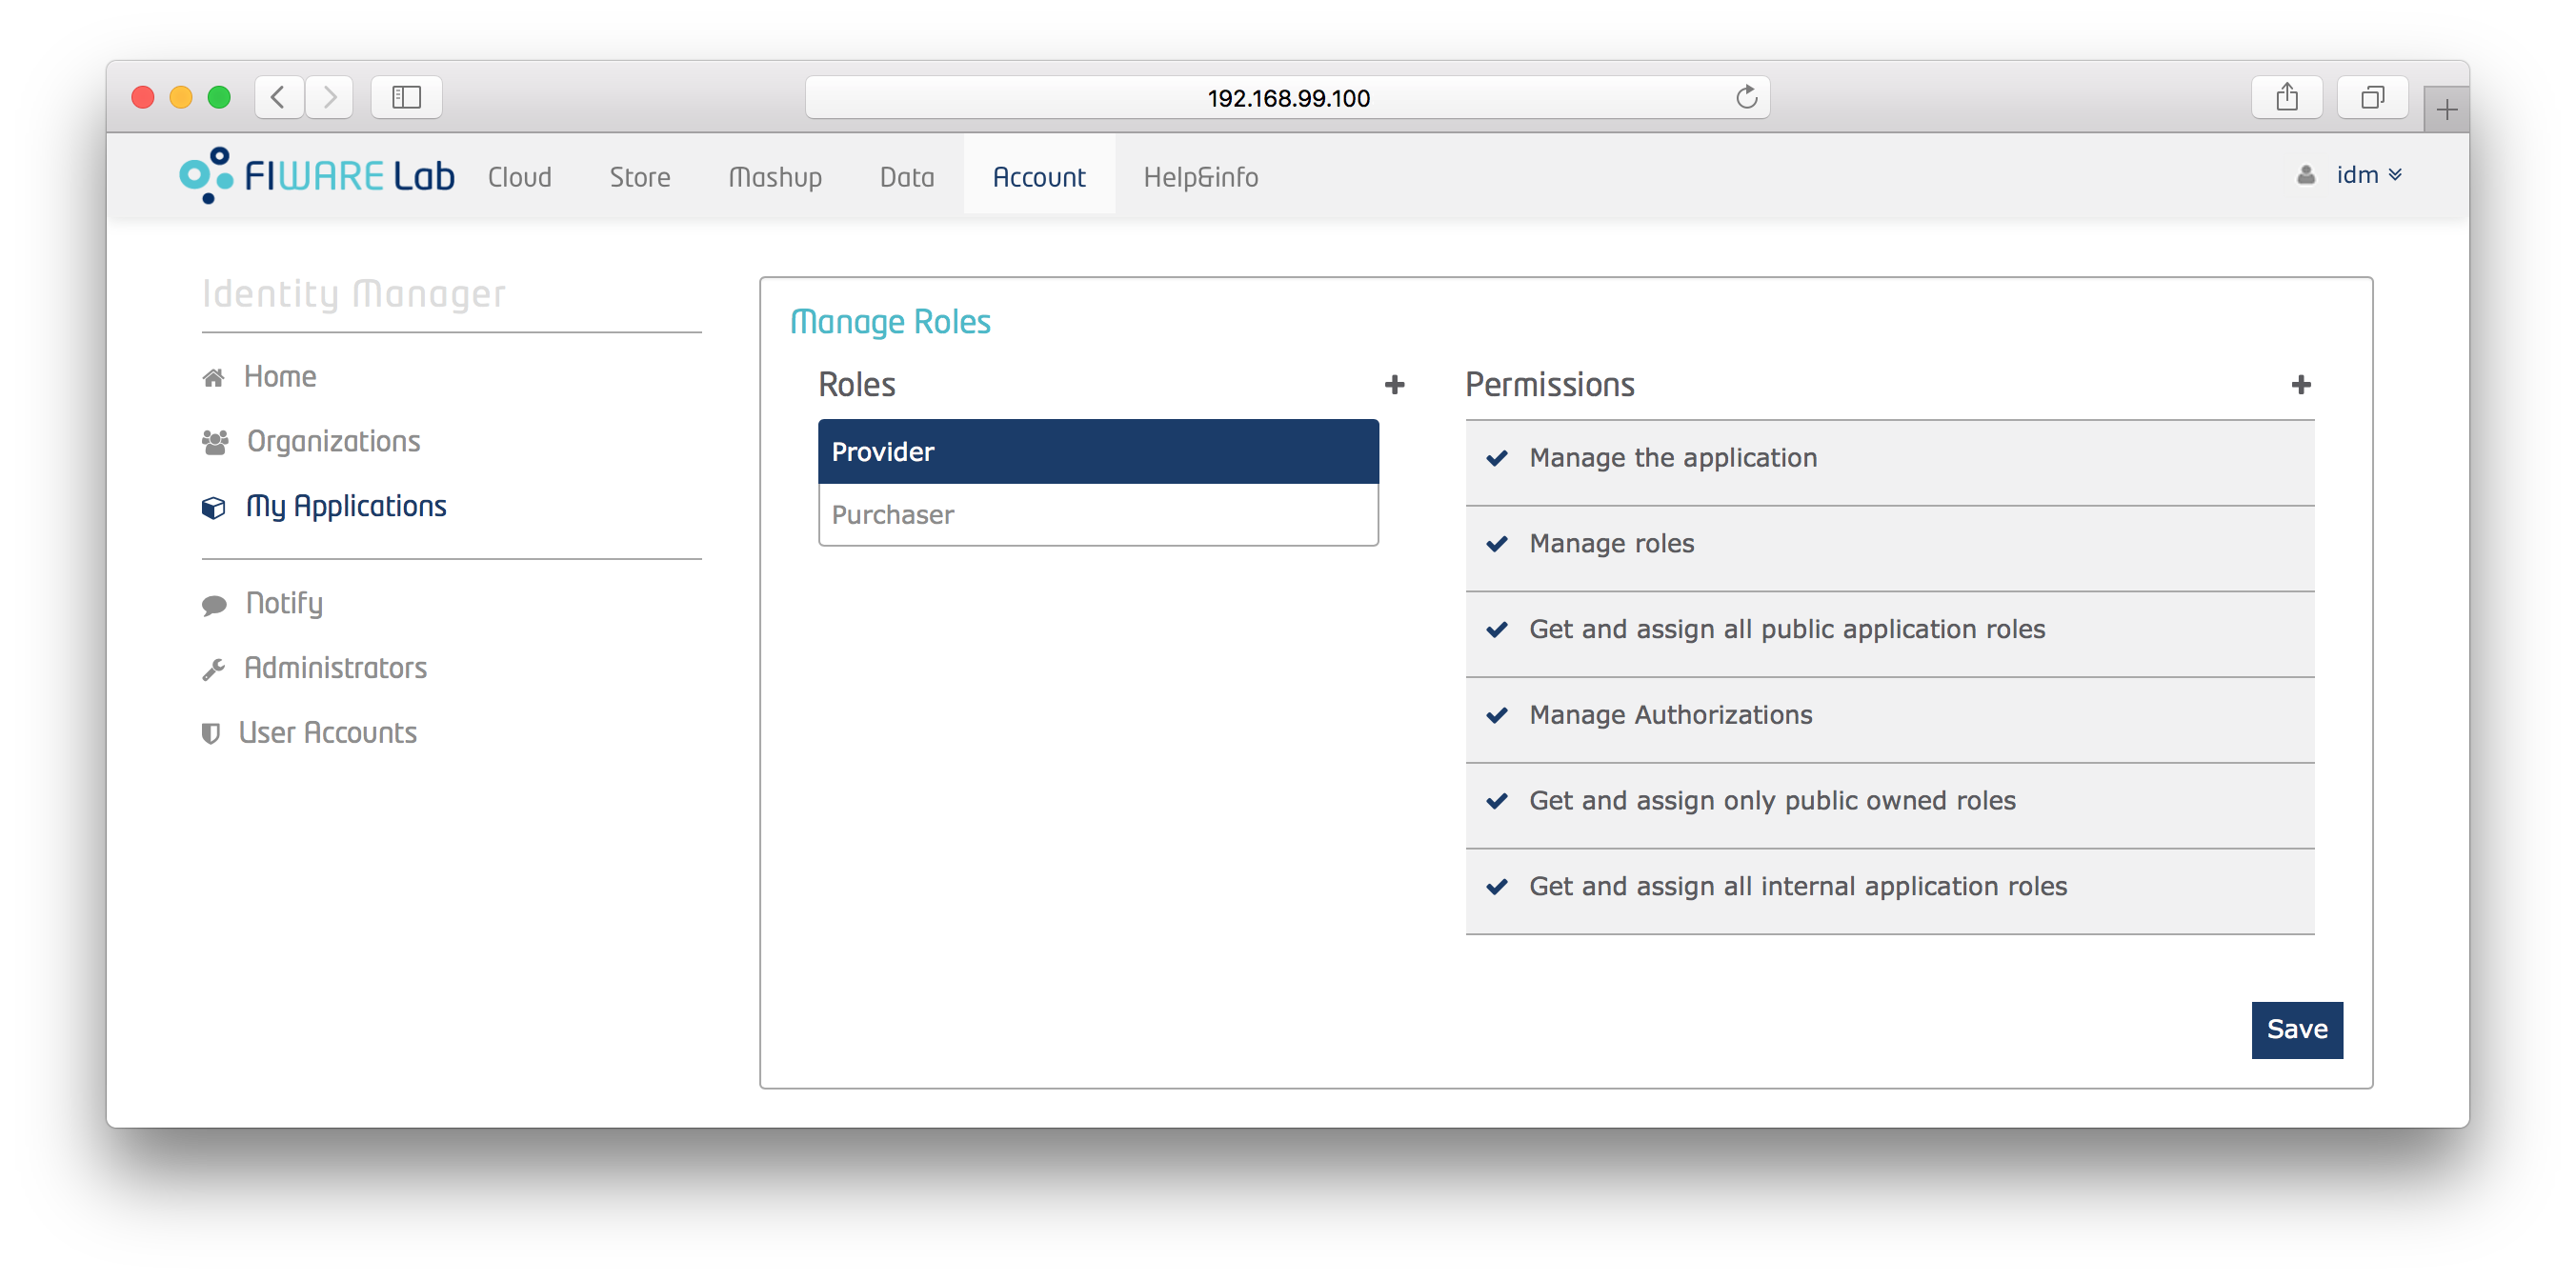 192.168.99.100
FIWARE Lab Cloud Store Mashup Data Account Help&info idm
Identity Manager
Home
Organizations
My Applications
Notify
Administrators
User Accounts
Manage Roles
Roles
Provider
Purchaser
Permissions
Manage the application
Manage roles
Get and assign all public application roles
Manage Authorizations
Get and assign only public owned roles
Get and assign all internal application roles
Save